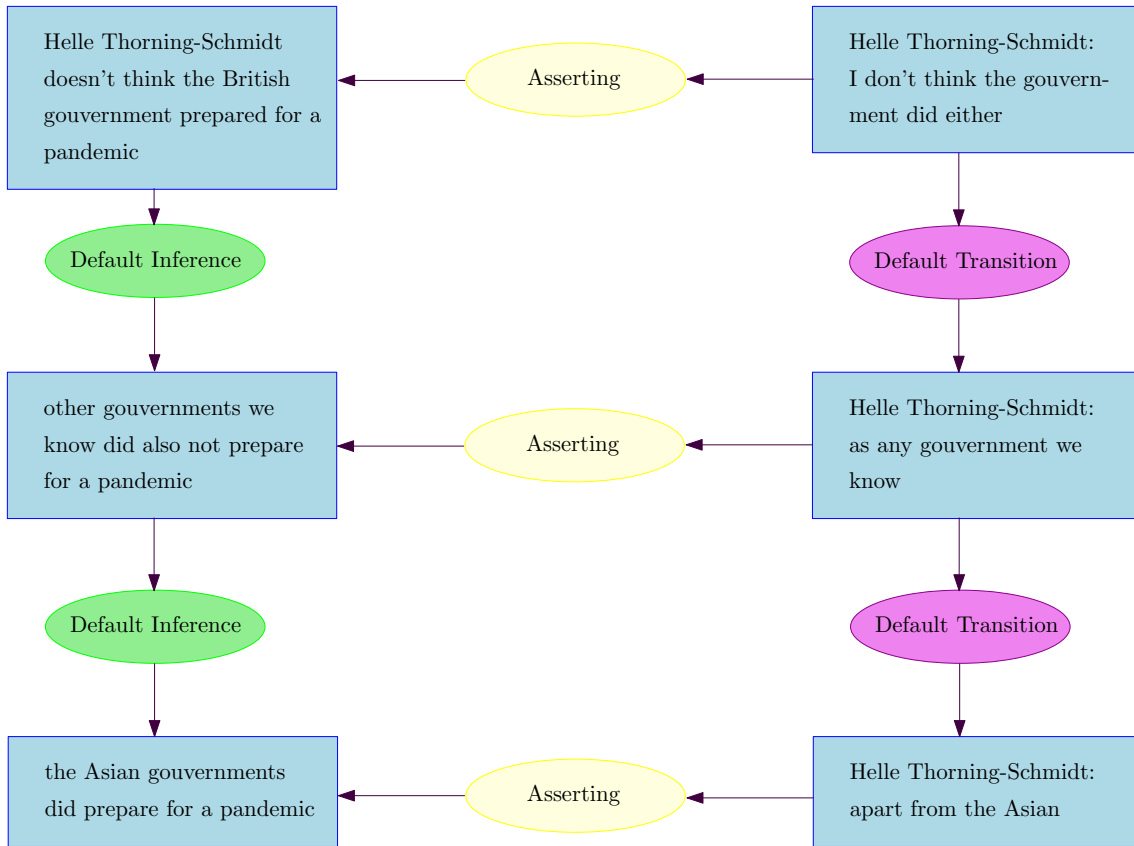 Helle Thorning-Schmidt
doesn't think the British
gouvernment prepared for a
pandemic
Asserting
Helle Thorning-Schmidt:
I don't think the gouvern-
ment did either
Default Inference
Default Transition
other gouvernments we
know did also not prepare
for a pandemic
Asserting
Helle Thorning-Schmidt:
as any gouvernment we
know
Default Inference
Default Transition
the Asian gouvernments
did prepare for a pandemic
Asserting
Helle Thorning-Schmidt:
apart from the Asian